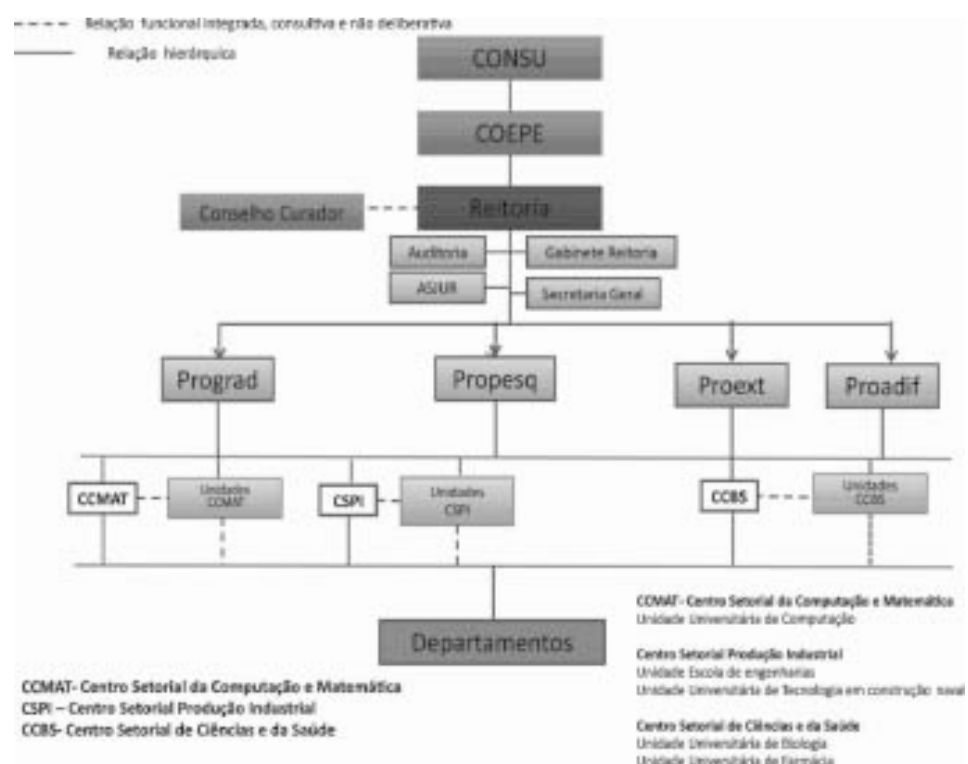 Relação funcional integrada, consultiva e não deliberativa
Relação hierárquica
CONSU
COEPE
Reitoria
Conselho Curador
Auditoria
Gabinete Reitoria
ASJUR
Secretaria Geral
Prograd
Propesq
Proext
Proadif
CCMAT
Unidades
CCMAT
CSPI
Unidades
CSPI
CCBS
Unidades
CCBS
Departamentos
CCMAT- Centro Setorial da Computação e Matemática
CSPI – Centro Setorial Produção Industrial
CCBS- Centro Setorial de Ciências e da Saúde
CCMAT- Centro Setorial da Computação e Matemática
Unidade Universitária da Computação
Centro Setorial Produção Industrial
Unidade Escola de engenharias
Unidade Universitária de Tecnologia em construção naval
Centro Setorial de Ciências e da Saúde
Unidade Universitária de Biologia
Unidade Universitária de Farmácia